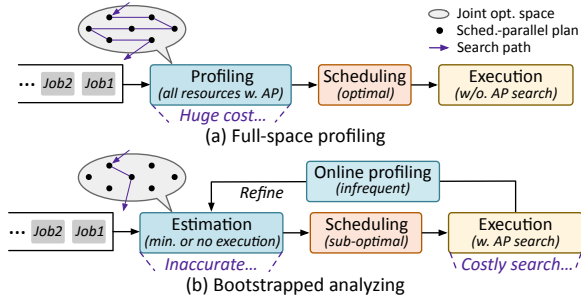 Joint opt. space
Sched.-parallel plan
Search path
... Job2 Job1
Profiling
(all resources w. AP)
Scheduling
(optimal)
Execution
(w/o. AP search)
Huge cost...
(a) Full-space profiling
Online profiling
(infrequent)
Refine
... Job2 Job1
Estimation
(min. or no execution)
Scheduling
(sub-optimal)
Execution
(w. AP search)
Inaccurate...
Costly search...
(b) Bootstrapped analyzing